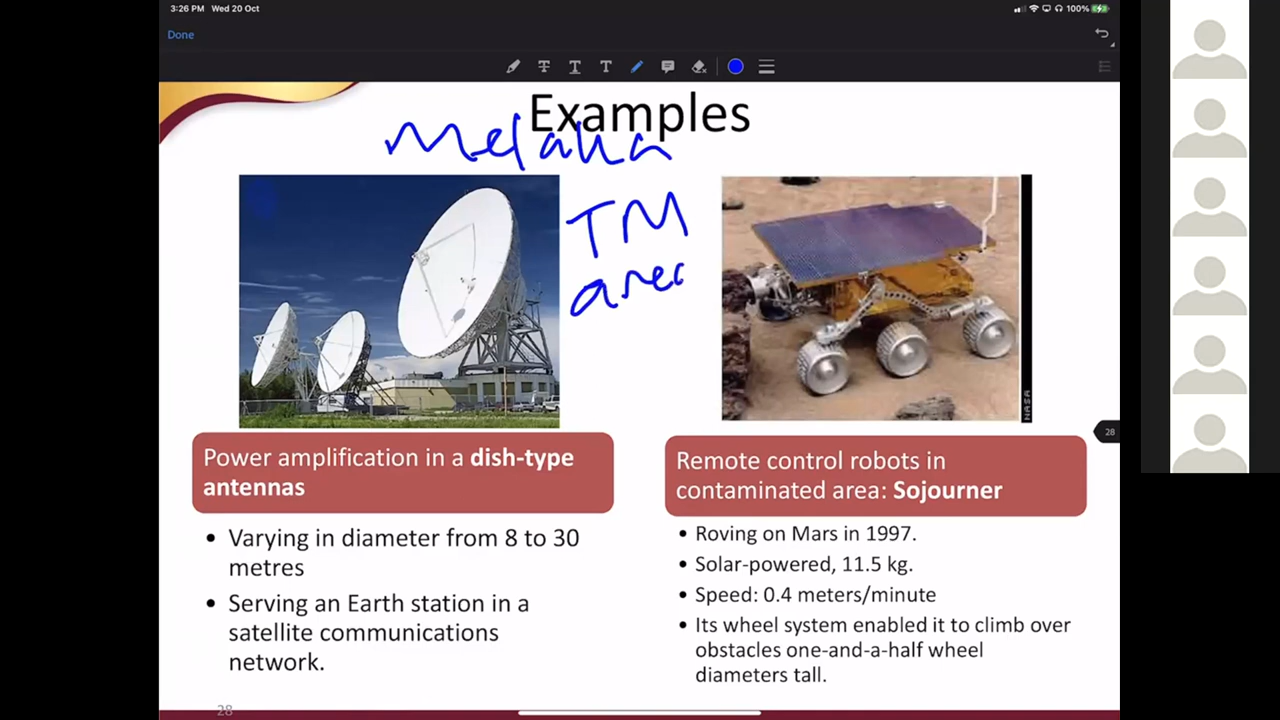 3:26 PM Wed 20 Oct
100%
Done
T T T
Examples
Melaka
TM
area
NASA
28
Power amplification in a dish-type
antennas
Remote control robots in
contaminated area: Sojourner
• Varying in diameter from 8 to 30
metres
• Serving an Earth station in a
satellite communications
network.
• Roving on Mars in 1997.
• Solar-powered, 11.5 kg.
• Speed: 0.4 meters/minute
• Its wheel system enabled it to climb over
obstacles one-and-a-half wheel
diameters tall.
28